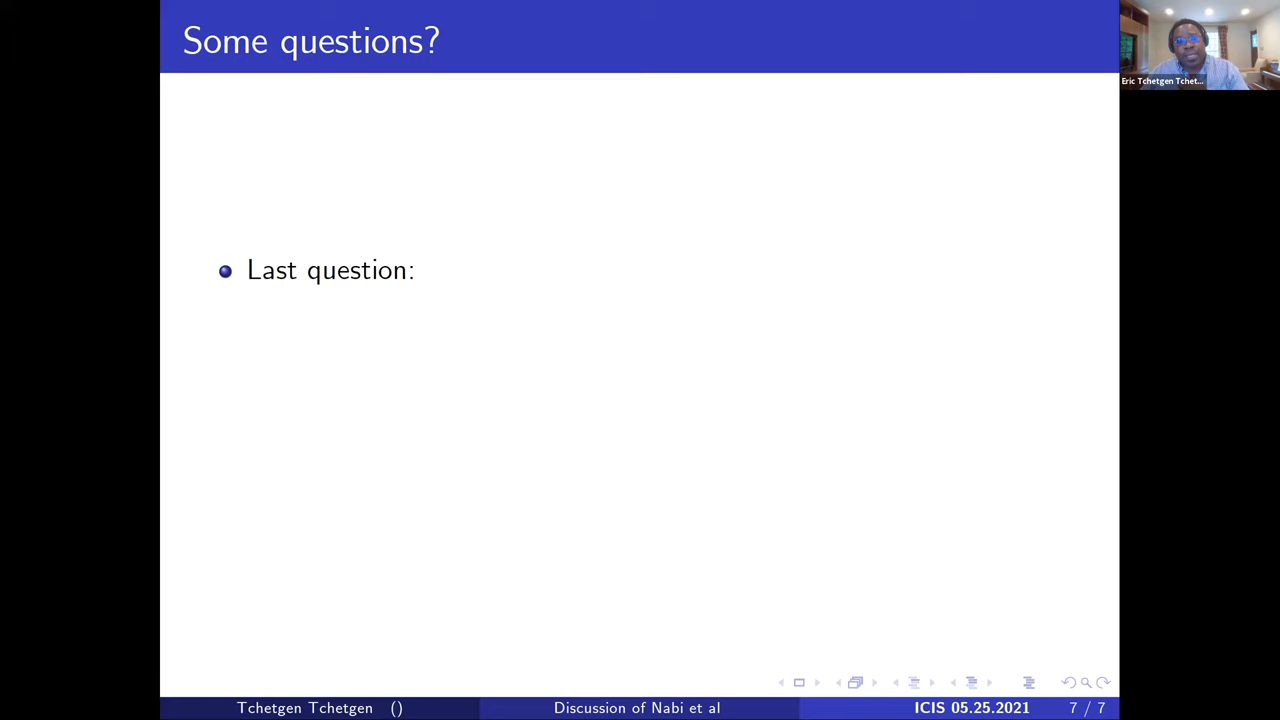 Some questions?
Eric Tchetgen Tchet...
Last question:
Tchetgen Tchetgen () Discussion of Nabi et al ICIS 05.25.2021 7 / 7